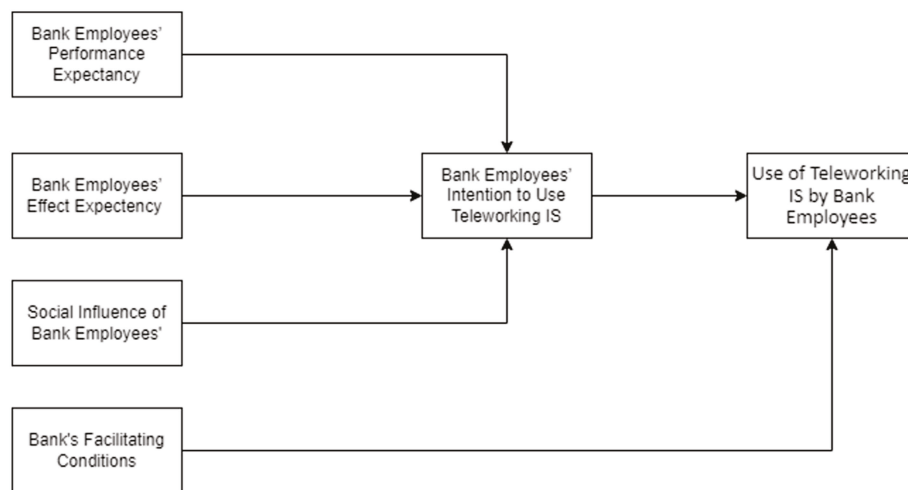 Bank Employees'
Performance
Expectancy
Bank Employees'
Effect Expectency
Bank Employees'
Intention to Use
Teleworking IS
Use of Teleworking
IS by Bank
Employees
Social Influence of
Bank Employees'
Bank's Facilitating
Conditions